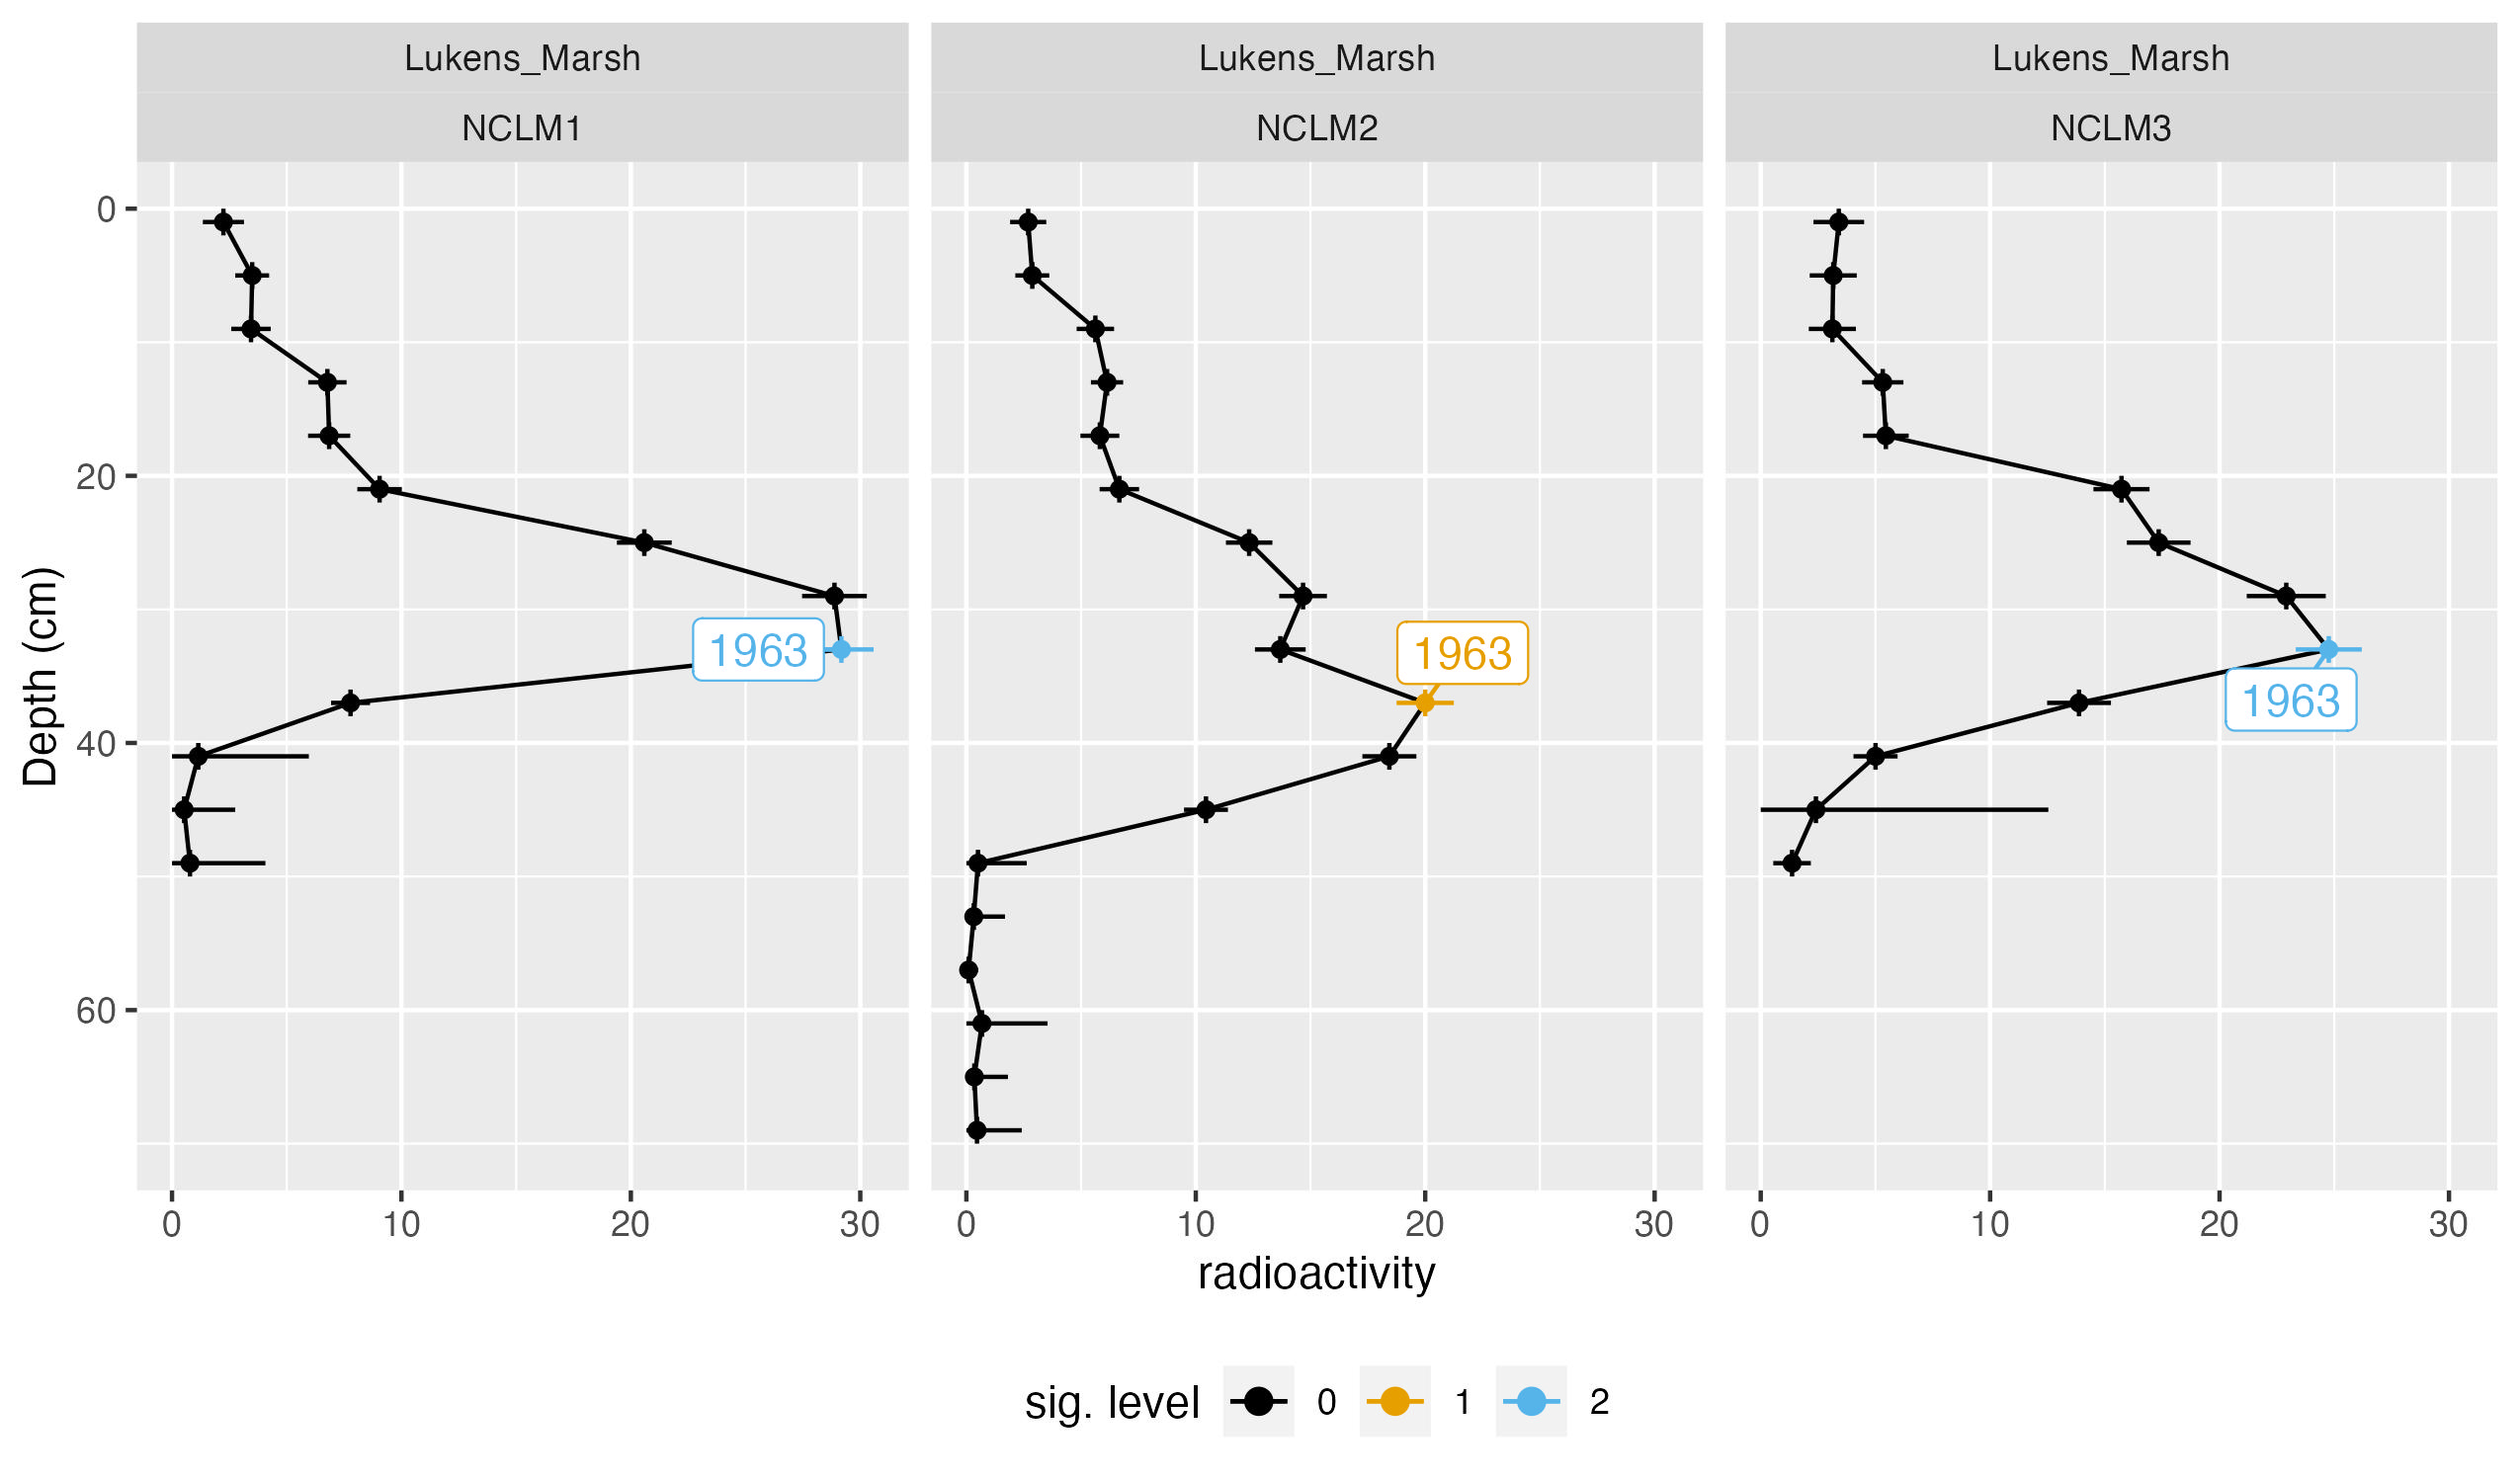 Lukens_Marsh Lukens_Marsh Lukens_Marsh
NCLM1 NCLM2 NCLM3
Depth (cm)
0
20
40
60
1963
1963
1963
0 10 20 30 0 10 20 30 0 10 20 30
radioactivity
sig. level 0 1 2